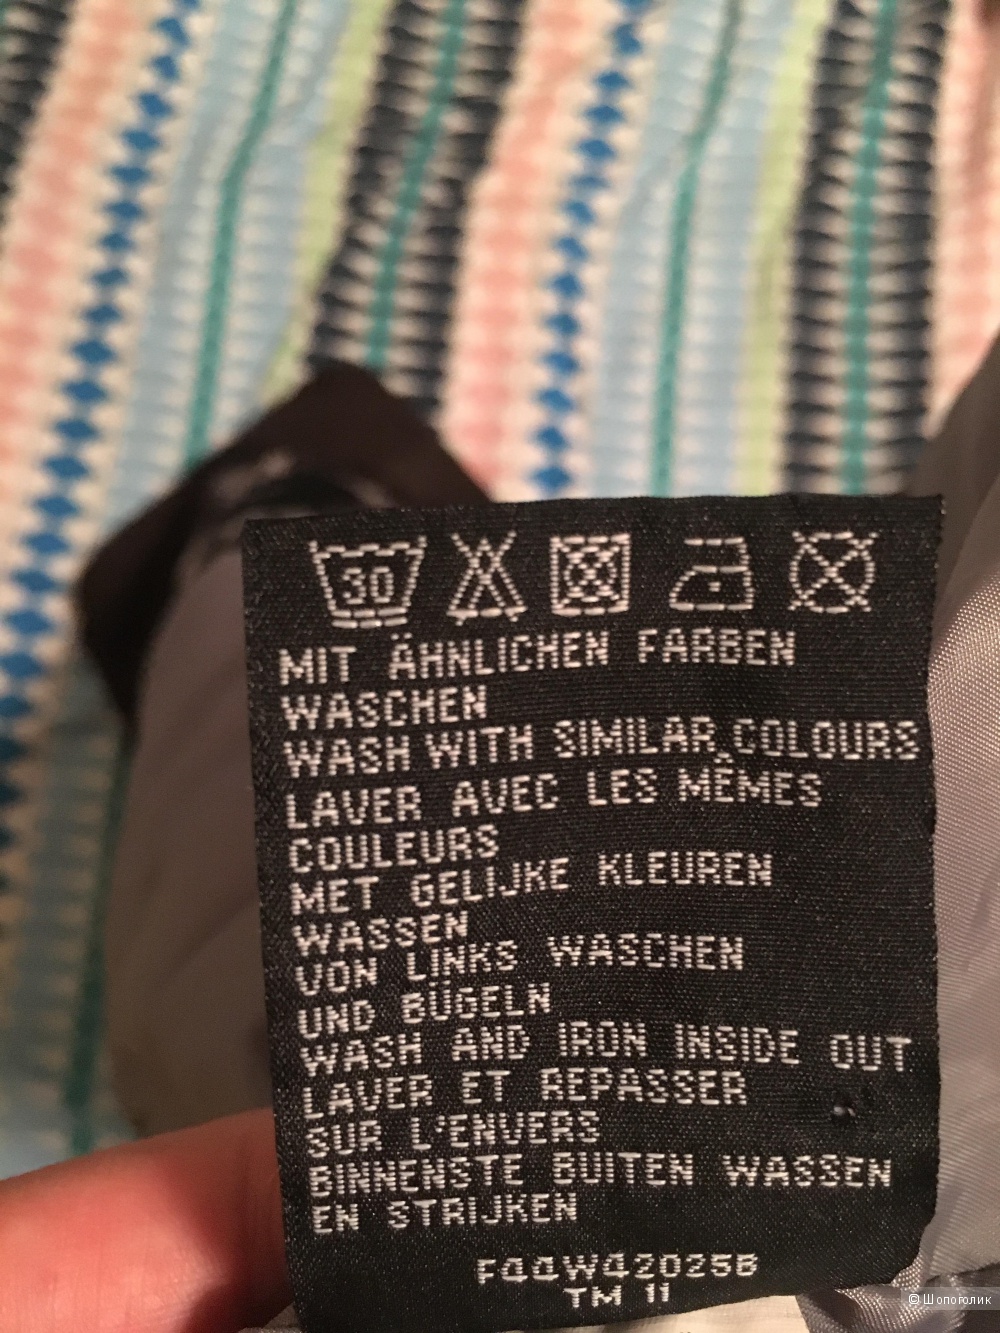 30
MIT ÄHNLICHEN FARBEN
WASCHEN
WASH WITH SIMILAR COLOURS
LAVER AVEC LES MÊMES
COULEURS
MET GELIJKE KLEUREN
WASSEN
VON LINKS WASCHEN
UND BÜGELN
WASH AND IRON INSIDE OUT
LAVER ET REPASSER
SUR L'ENVERS
BINNENSTE BUITEN WASSEN
EN STRIJKEN
F44W42025B
TM 11
© Шопоголик